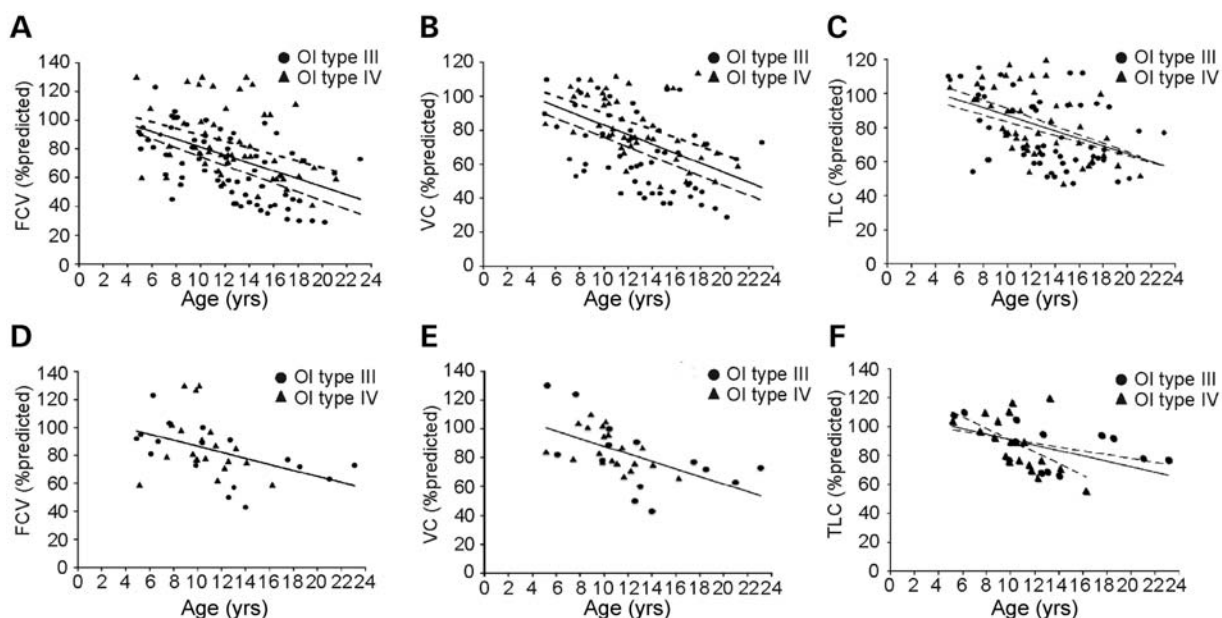 A
OI type III
OI type IV
FCV (%predicted)
140
120
100
80
60
40
20
0
0 2 4 6 8 10 12 14 16 18 20 22 24
Age (yrs)
B
OI type III
OI type IV
VC (%predicted)
120
100
80
60
40
20
0
0 2 4 6 8 10 12 14 16 18 20 22 24
Age (yrs)
C
OI type III
OI type IV
TLC (%predicted)
120
100
80
60
40
20
0
0 2 4 6 8 10 12 14 16 18 20 22 24
Age (yrs)
D
OI type III
OI type IV
FCV (%predicted)
140
120
100
80
60
40
20
0
0 2 4 6 8 10 12 14 16 18 20 22 24
Age (yrs)
E
OI type III
OI type IV
VC (%predicted)
140
120
100
80
60
40
20
0
0 2 4 6 8 10 12 14 16 18 20 22 24
Age (yrs)
F
OI type III
OI type IV
TLC (%predicted)
140
120
100
80
60
40
20
0
0 2 4 6 8 10 12 14 16 18 20 22 24
Age (yrs)